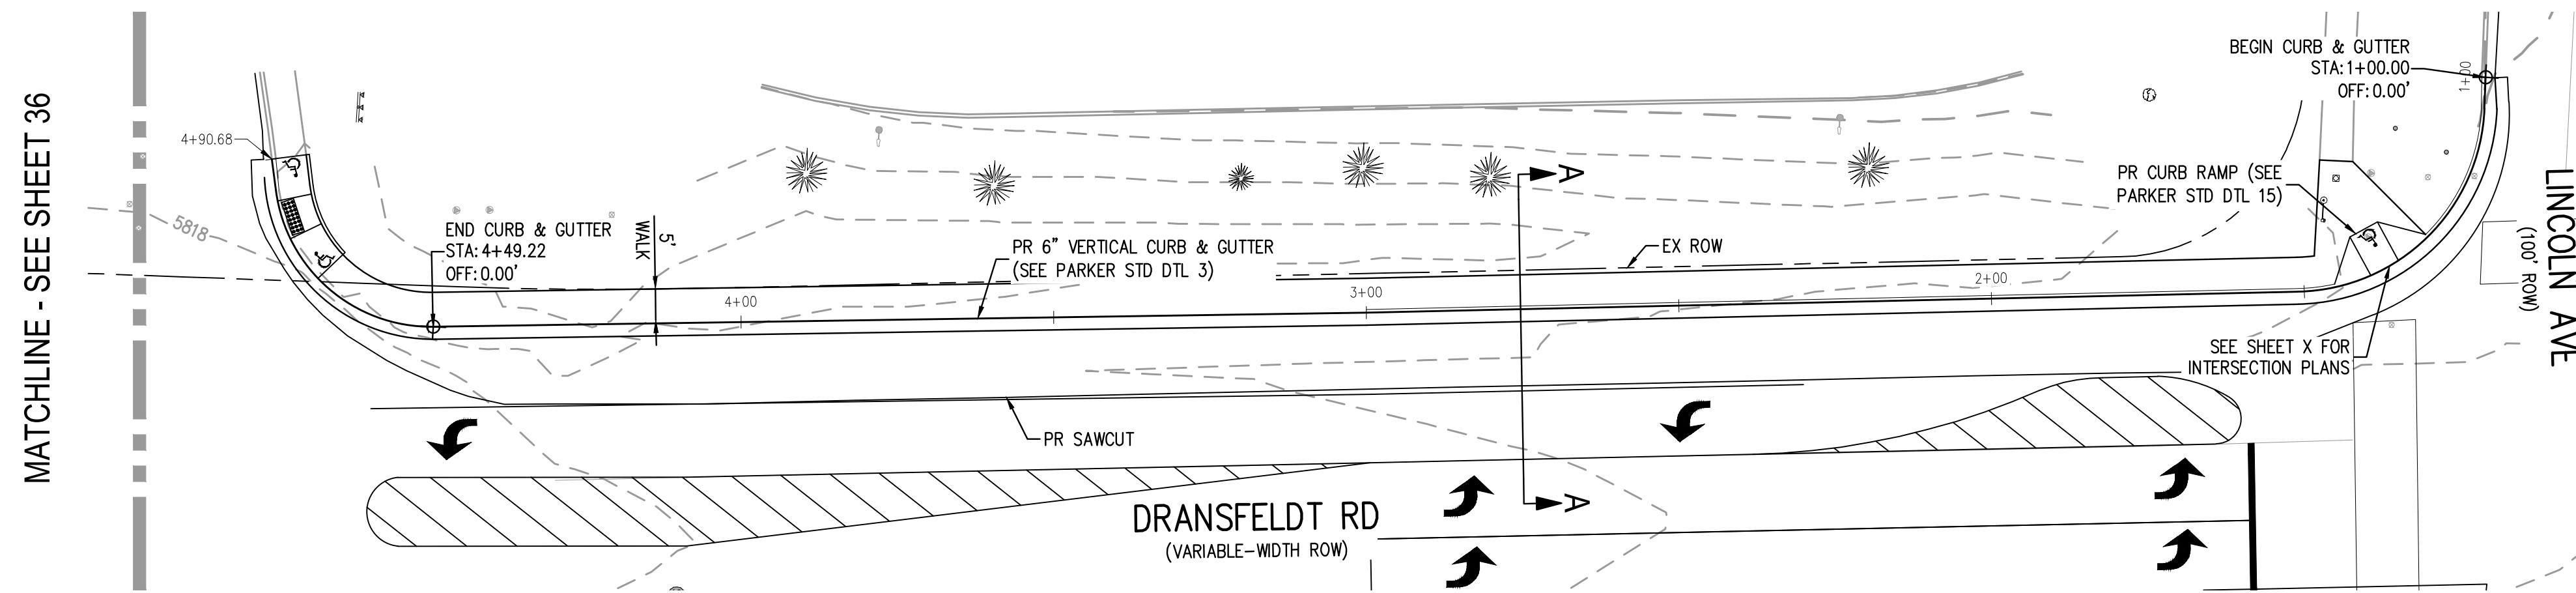 MATCHLINE - SEE SHEET 36
4+90.68
5818
END CURB & GUTTER
STA: 4+49.22
OFF: 0.00'
5'
WALK
4+00
PR 6" VERTICAL CURB & GUTTER
(SEE PARKER STD DTL 3)
3+00
A
EX ROW
2+00
BEGIN CURB & GUTTER
STA: 1+00.00
OFF: 0.00'
1+00
PR CURB RAMP (SEE
PARKER STD DTL 15)
LINCOLN AVE
(100' ROW)
SEE SHEET X FOR
INTERSECTION PLANS
PR SAWCUT
DRANSFELDT RD
(VARIABLE-WIDTH ROW)
A